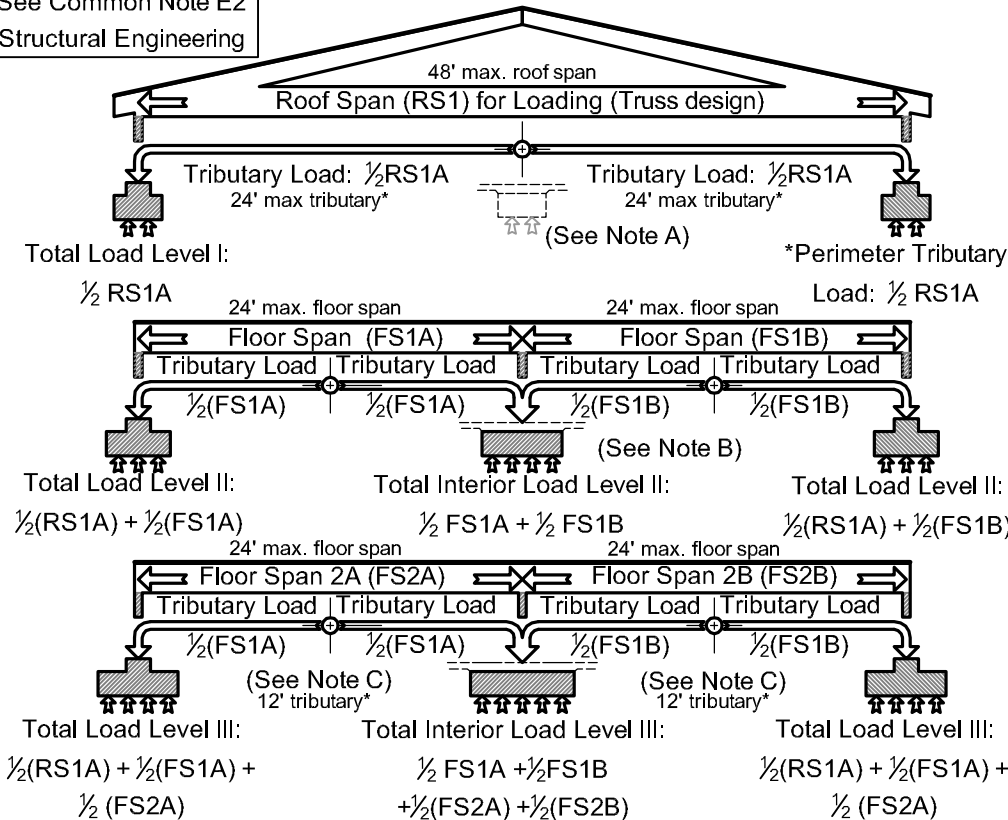 See Common Note E2
Structural Engineering
48' max. roof span
Roof Span (RS1) for Loading (Truss design)
Tributary Load: ½RS1A
24' max tributary*
Tributary Load: ½RS1A
24' max tributary*
(See Note A)
Total Load Level I:
½ RS1A
*Perimeter Tributary
Load: ½ RS1A
24' max. floor span
24' max. floor span
Floor Span (FS1A)
Floor Span (FS1B)
Tributary Load
Tributary Load
Tributary Load
Tributary Load
½(FS1A)
½(FS1A)
½(FS1B)
½(FS1B)
(See Note B)
Total Load Level II:
½(RS1A) + ½(FS1A)
Total Interior Load Level II:
½ FS1A + ½ FS1B
Total Load Level II:
½(RS1A) + ½(FS1B)
24' max. floor span
24' max. floor span
Floor Span 2A (FS2A)
Floor Span 2B (FS2B)
Tributary Load
Tributary Load
Tributary Load
Tributary Load
½(FS1A)
½(FS1A)
½(FS1B)
½(FS1B)
(See Note C)
12' tributary*
(See Note C)
12' tributary*
Total Load Level III:
½(RS1A) + ½(FS1A) +
½ (FS2A)
Total Interior Load Level III:
½ FS1A +½FS1B
+½(FS2A) +½(FS2B)
Total Load Level III:
½(RS1A) + ½(FS1A) +
½ (FS2A)